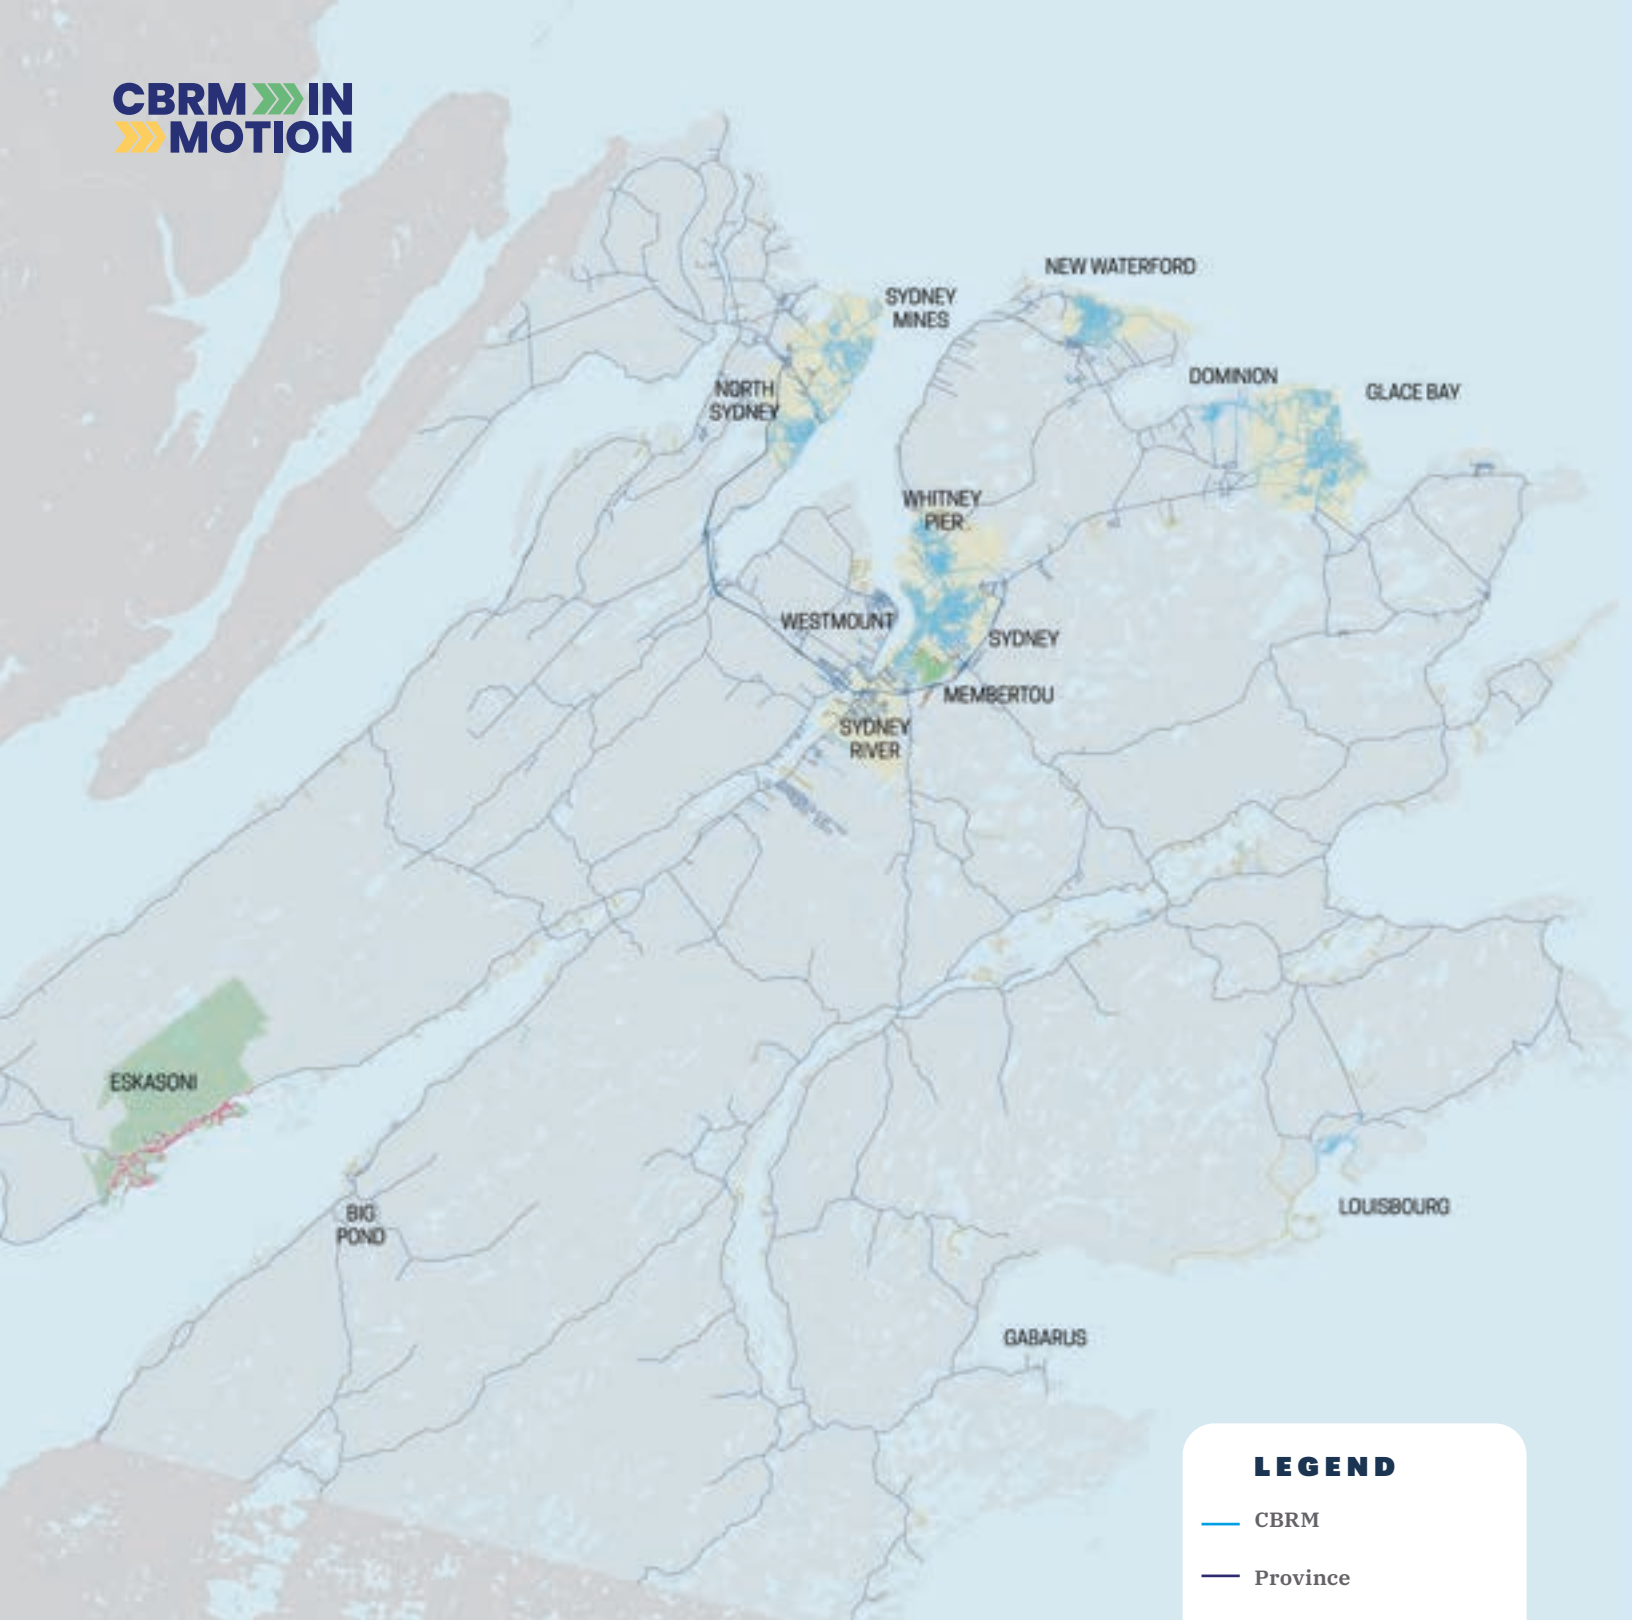 CBRM IN
MOTION
NEW WATERFORD
SYDNEY
MINES
DOMINION
GLACE BAY
NORTH
SYDNEY
WHITNEY
PIER
WESTMOUNT
SYDNEY
MEMBERTOU
SYDNEY
RIVER
ESKASONI
BIG
POND
LOUISBOURG
GABARUS
LEGEND
CBRM
Province